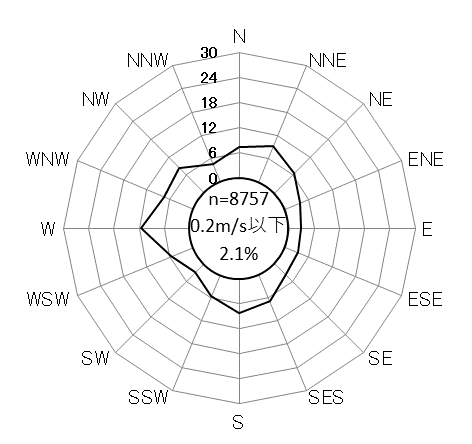 N
NNW
30
NNE
24
NW
18
NE
12
WNW
6
ENE
0
n=8757
W
0.2m/s以下
E
2.1%
WSW
ESE
SW
SE
SSW
SES
S